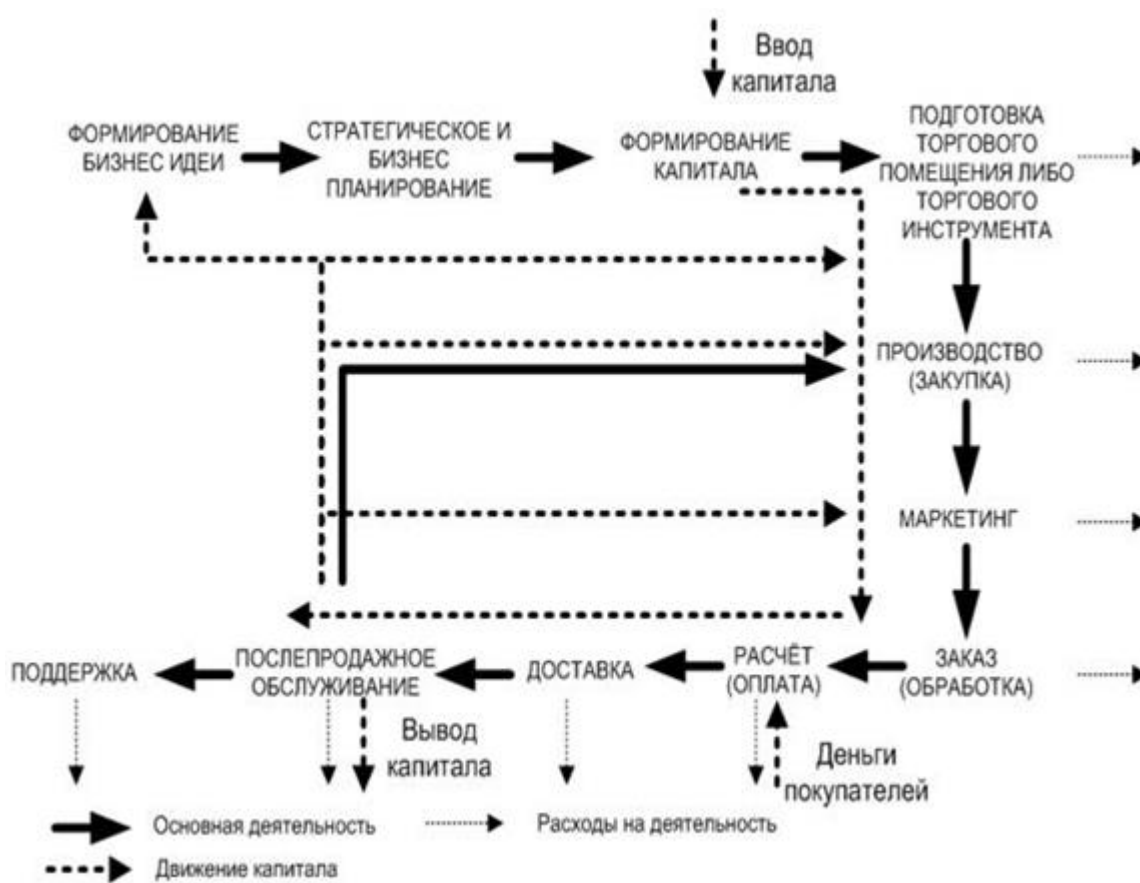 Ввод
капитала
ФОРМИРОВАНИЕ
БИЗНЕС ИДЕИ
СТРАТЕГИЧЕСКОЕ И
БИЗНЕС
ПЛАНИРОВАНИЕ
ФОРМИРОВАНИЕ
КАПИТАЛА
ПОДГОТОВКА
ТОРГОВОГО
ПОМЕЩЕНИЯ ЛИБО
ТОРГОВОГО
ИНСТРУМЕНТА
ПРОИЗВОДСТВО
(ЗАКУПКА)
МАРКЕТИНГ
ПОДДЕРЖКА
ПОСЛЕПРОДАЖНОЕ
ОБСЛУЖИВАНИЕ
ДОСТАВКА
РАСЧЁТ
(ОПЛАТА)
ЗАКАЗ
(ОБРАБОТКА)
Вывод
капитала
Деньги
покупателей
Основная деятельность
Расходы на деятельность
Движение капитала